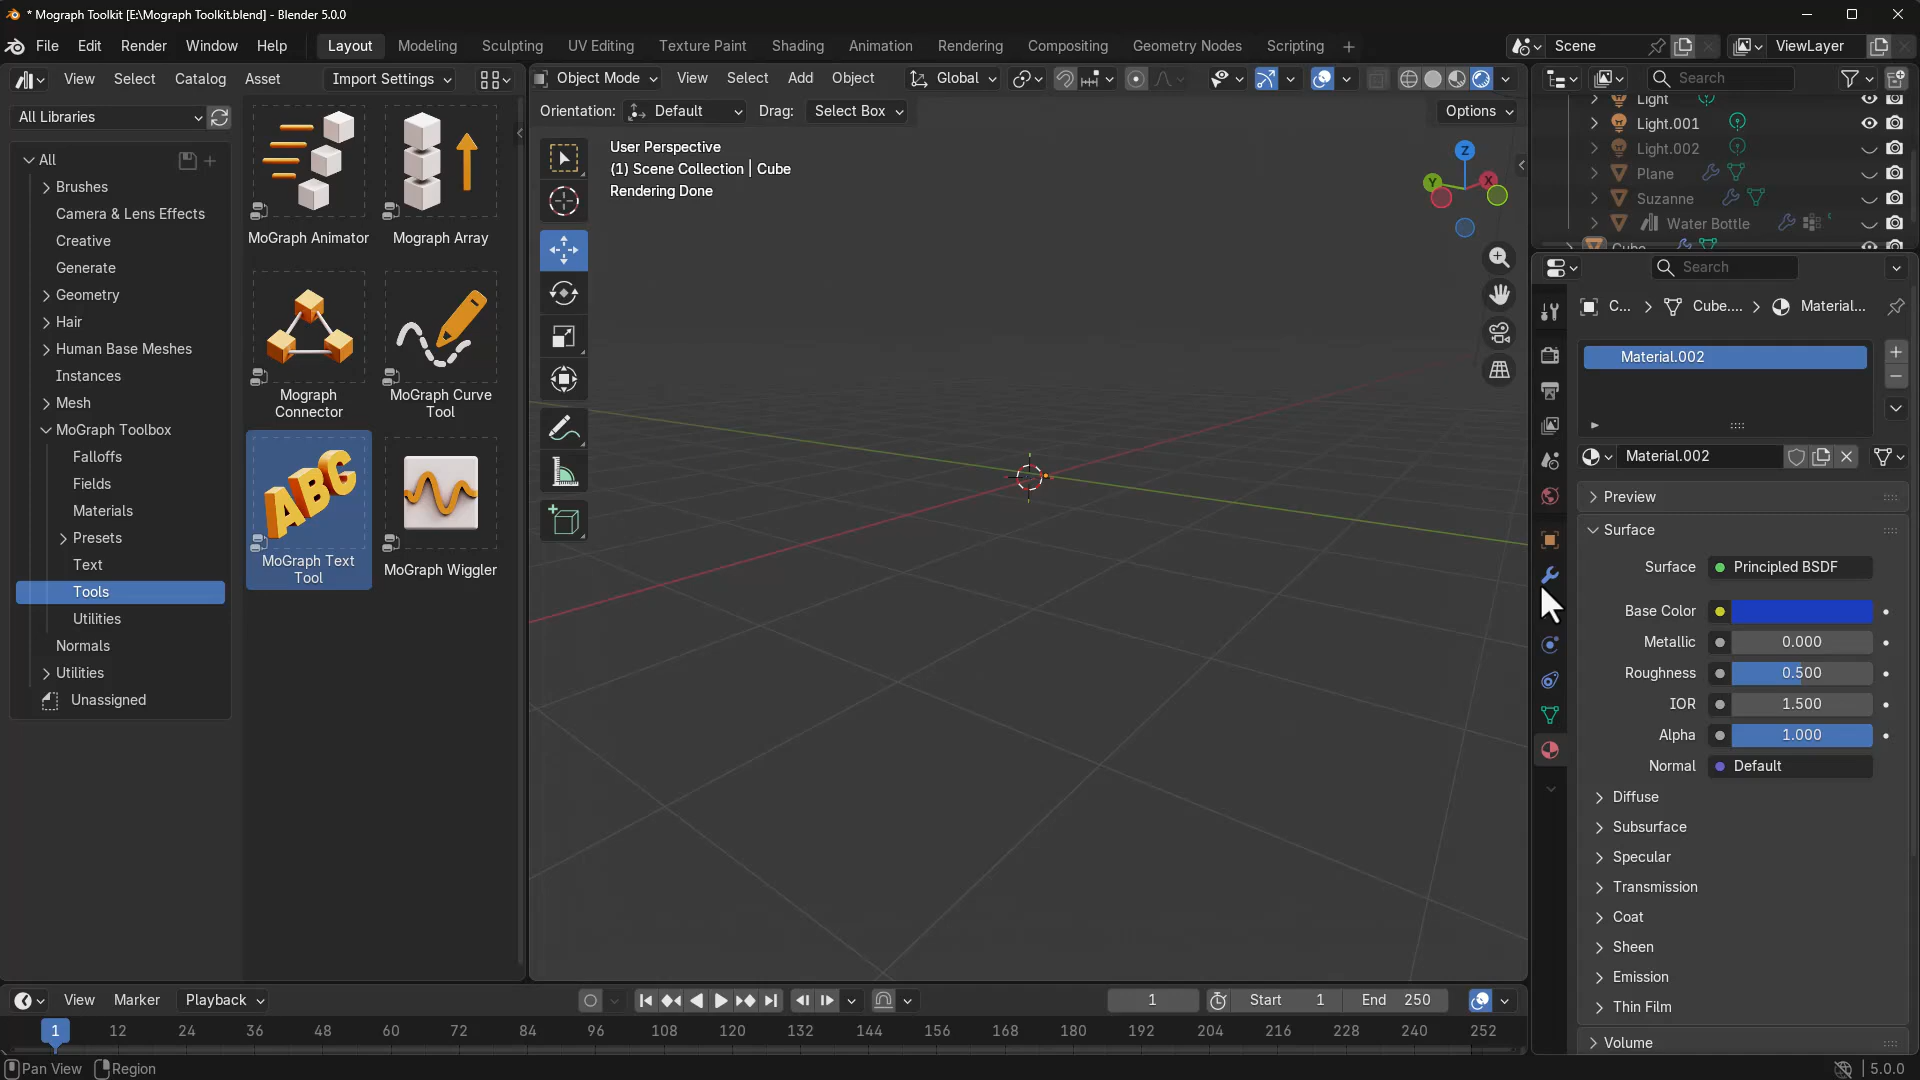 * Mograph Toolkit [E:\Mograph Toolkit.blend] - Blender 5.0.0
File Edit Render Window Help Layout Modeling Sculpting UV Editing Texture Paint Shading Animation Rendering Compositing Geometry Nodes Scripting + Scene ViewLayer
View Select Catalog Asset Import Settings
Object Mode View Select Add Object Global
Search
All Libraries
Orientation: Default Drag: Select Box Options
All
Brushes
Camera & Lens Effects
Creative
Generate
Geometry
Hair
Human Base Meshes
Instances
Mesh
MoGraph Toolbox
Falloffs
Fields
Materials
Presets
Text
Tools
Utilities
Normals
Utilities
Unassigned
MoGraph Animator
Mograph Array
Mograph Connector
MoGraph Curve Tool
ABC
MoGraph Text Tool
MoGraph Wiggler
User Perspective
(1) Scene Collection | Cube
Rendering Done
Z
Y
X
Light
Light.001
Light.002
Plane
Suzanne
Water Bottle
Cube
Search
C... Cube.... Material...
Material.002
Material.002
Preview
Surface
Surface Principled BSDF
Base Color
Metallic 0.000
Roughness 0.500
IOR 1.500
Alpha 1.000
Normal Default
Diffuse
Subsurface
Specular
Transmission
Coat
Sheen
Emission
Thin Film
Volume
View Marker Playback 1 Start 1 End 250
1 12 24 36 48 60 72 84 96 108 120 132 144 156 168 180 192 204 216 228 240 252
Pan View Region 5.0.0